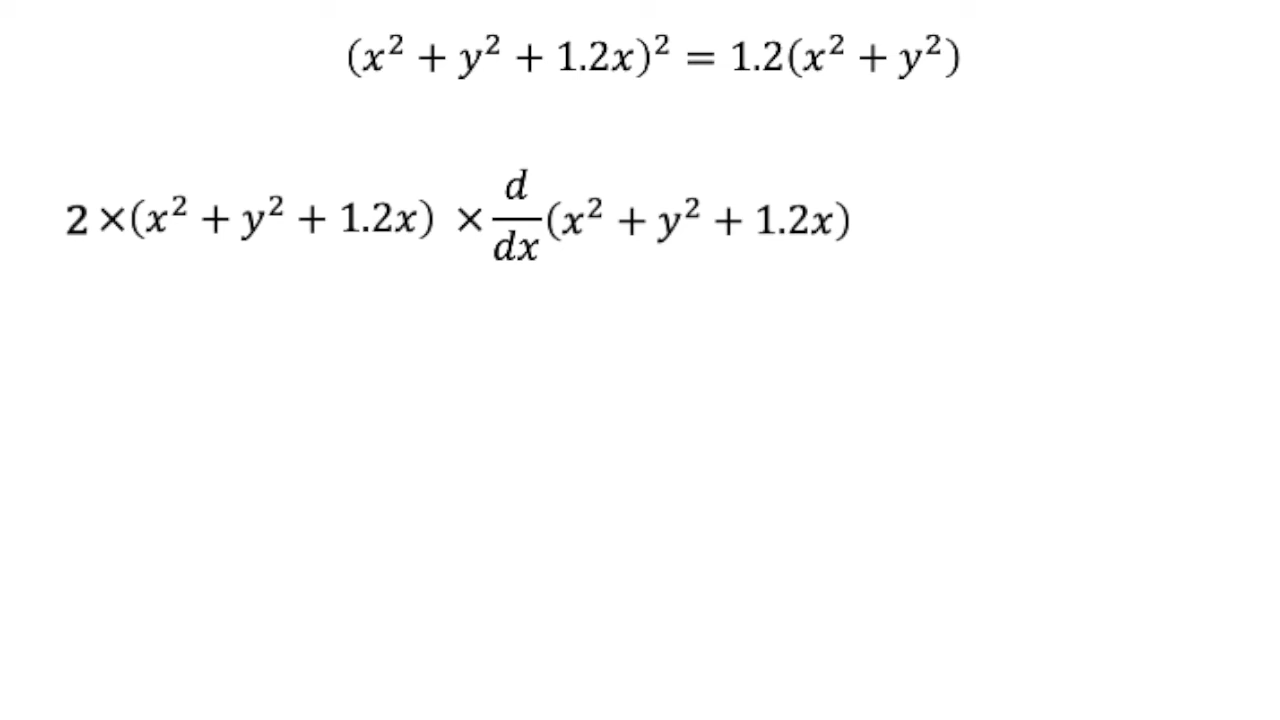 (x² + y² + 1.2x)² = 1.2(x² + y²)
2 ×(x² + y² + 1.2x) × d/dx (x² + y² + 1.2x)